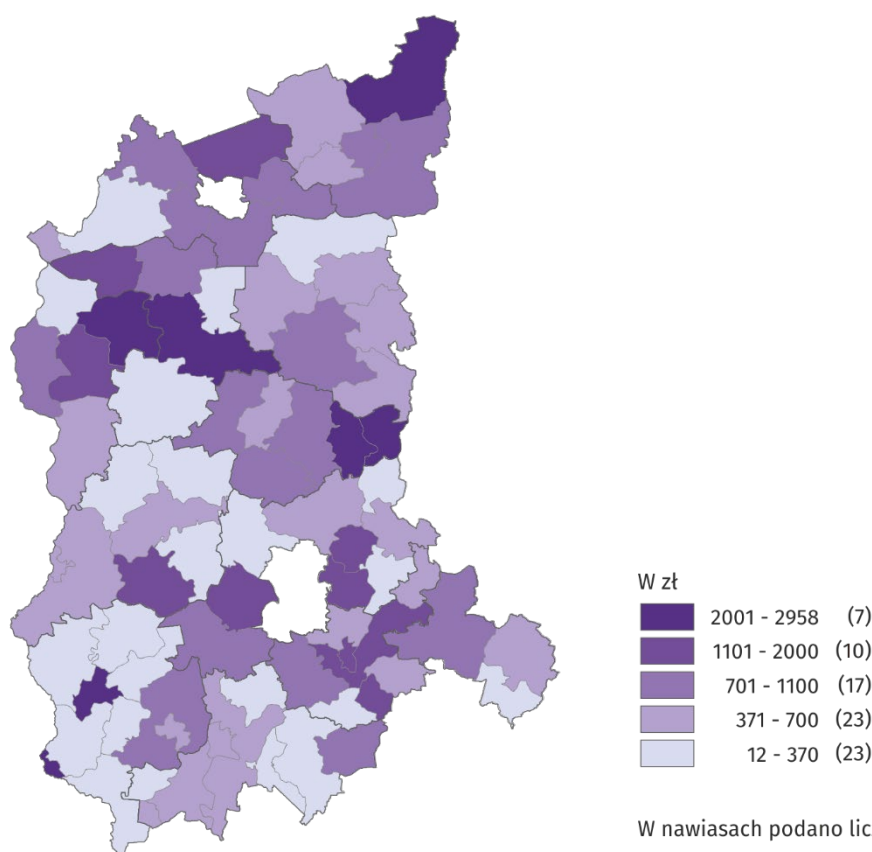 W zł
2001 - 2958 (7)
1101 - 2000 (10)
701 - 1100 (17)
371 - 700 (23)
12 - 370 (23)
W nawiasach podano lic